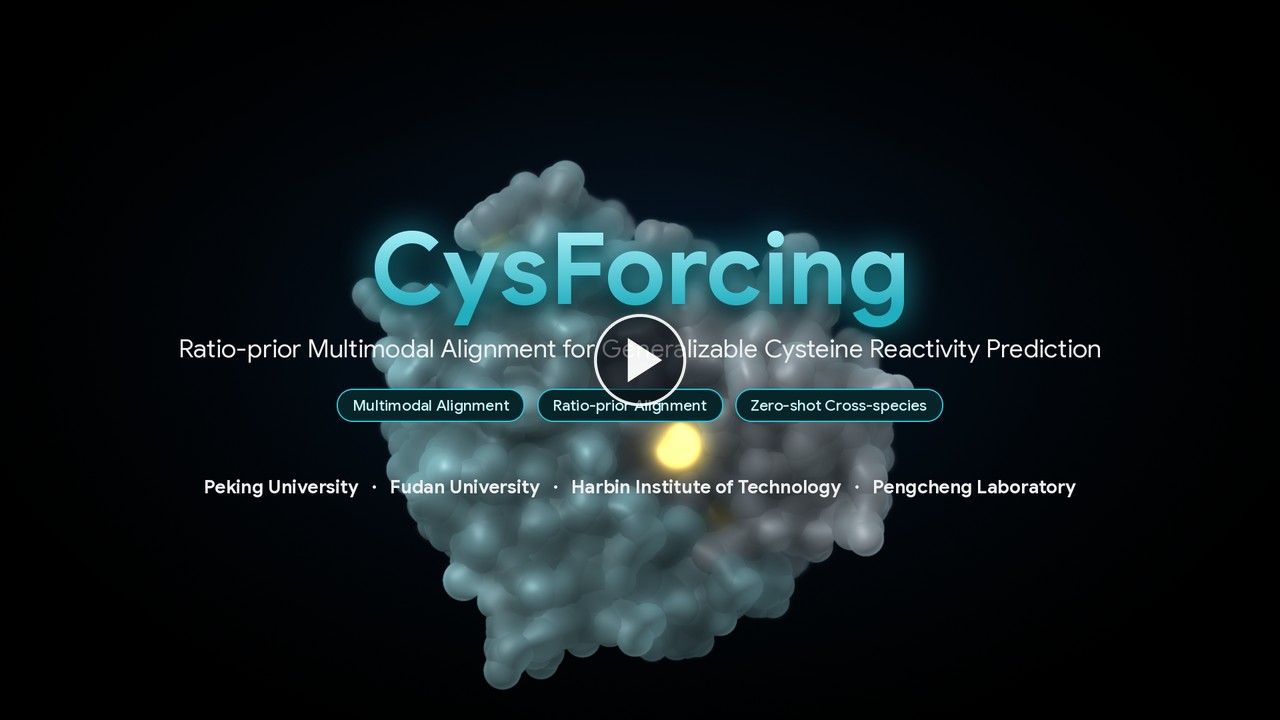 CysForcing
Ratio-prior Multimodal Alignment for Generalizable Cysteine Reactivity Prediction
Multimodal Alignment Ratio-prior Alignment Zero-shot Cross-species
Peking University · Fudan University · Harbin Institute of Technology · Pengcheng Laboratory